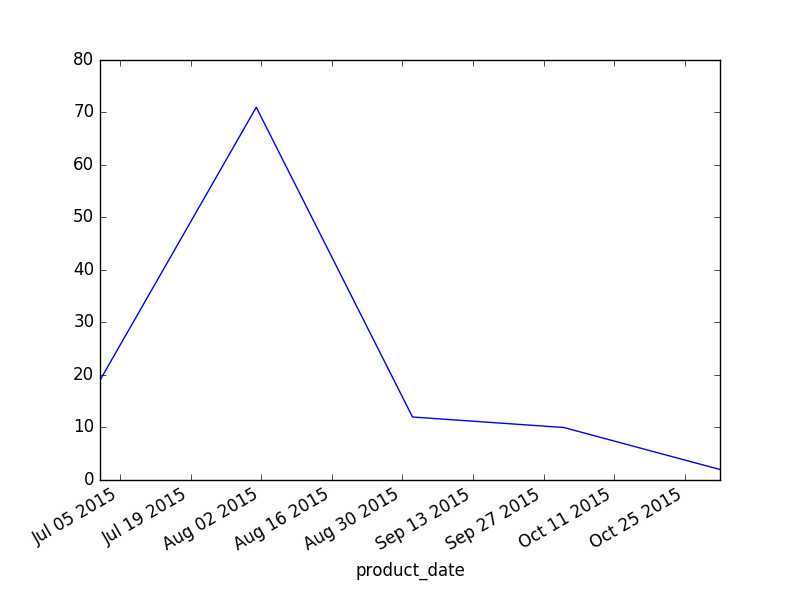 80
70
60
50
40
30
20
10
0
Jul 05 2015
Jul 19 2015
Aug 02 2015
Aug 16 2015
Aug 30 2015
Sep 13 2015
Sep 27 2015
Oct 11 2015
Oct 25 2015
product_date